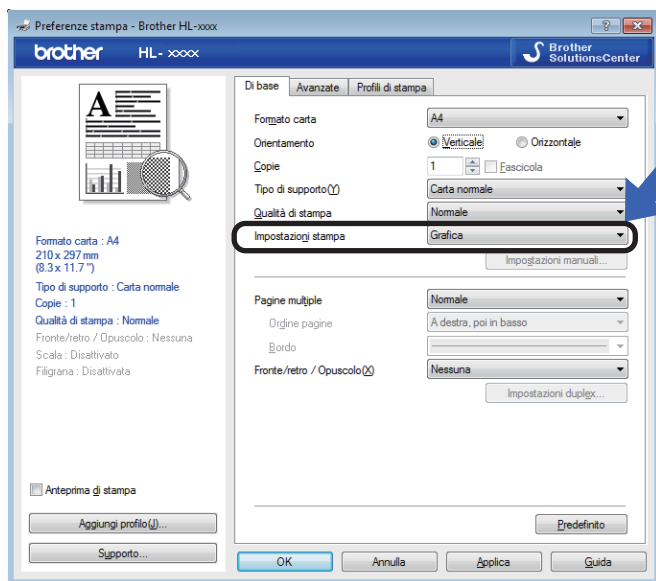 Preferenze stampa - Brother HL-xxxx
brother HL- xxxx
Brother
SolutionsCenter
A
Formato carta : A4
210 x 297 mm
(8.3 x 11.7 ")
Tipo di supporto : Carta normale
Copie : 1
Qualità di stampa : Normale
Fronte/retro / Opuscolo : Nessuna
Scala : Disattivato
Filigrana : Disattivata
Anteprima di stampa
Aggiungi profilo(J)...
Supporto...
Di base Avanzate Profili di stampa
Formato carta A4
Orientamento Verticale Orizzontale
Copie 1 Fascicola
Tipo di supporto(Y) Carta normale
Qualità di stampa Normale
Impostazioni stampa Grafica
Impostazioni manuali...
Pagine multiple Normale
Ordine pagine A destra, poi in basso
Bordo
Fronte/retro / Opuscolo(X) Nessuna
Impostazioni duplex...
Predefinito
OK Annulla Applica Guida